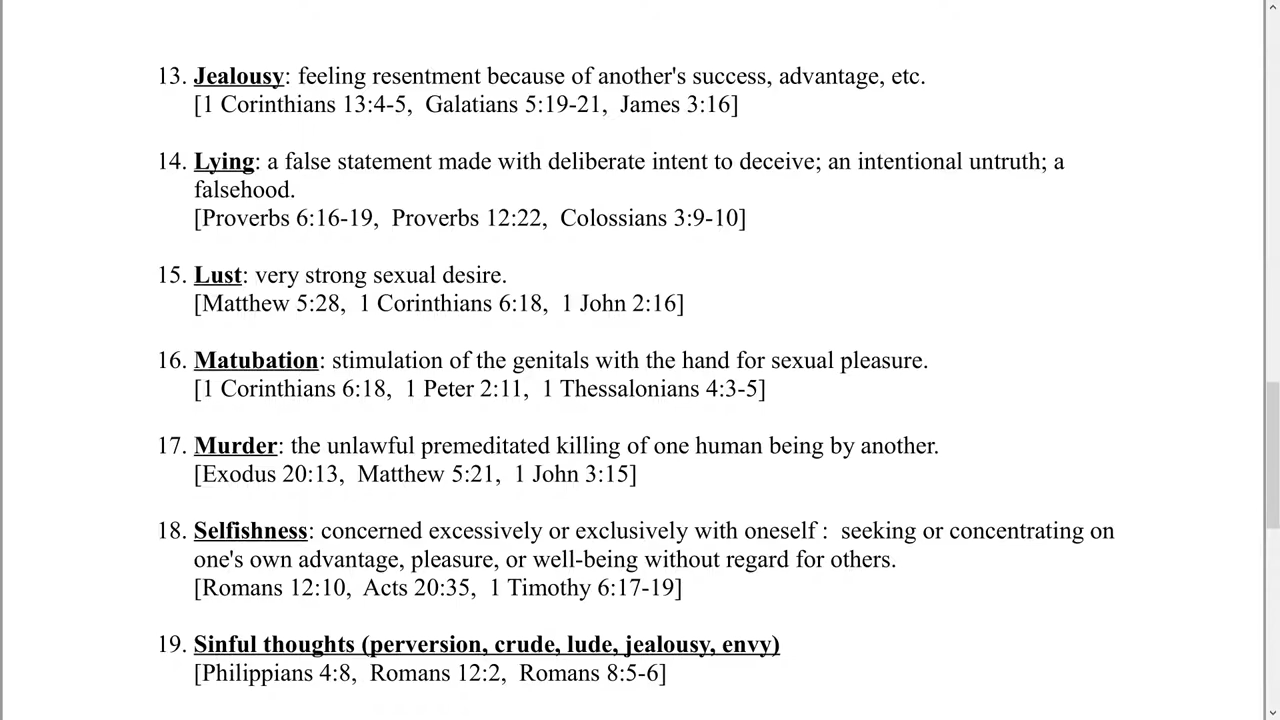 13. Jealousy: feeling resentment because of another's success, advantage, etc.
[1 Corinthians 13:4-5,  Galatians 5:19-21,  James 3:16]
14. Lying: a false statement made with deliberate intent to deceive; an intentional untruth; a
falsehood.
[Proverbs 6:16-19,  Proverbs 12:22,  Colossians 3:9-10]
15. Lust: very strong sexual desire.
[Matthew 5:28,  1 Corinthians 6:18,  1 John 2:16]
16. Matubation: stimulation of the genitals with the hand for sexual pleasure.
[1 Corinthians 6:18,  1 Peter 2:11,  1 Thessalonians 4:3-5]
17. Murder: the unlawful premeditated killing of one human being by another.
[Exodus 20:13,  Matthew 5:21,  1 John 3:15]
18. Selfishness: concerned excessively or exclusively with oneself :  seeking or concentrating on
one's own advantage, pleasure, or well-being without regard for others.
[Romans 12:10,  Acts 20:35,  1 Timothy 6:17-19]
19. Sinful thoughts (perversion, crude, lude, jealousy, envy)
[Philippians 4:8,  Romans 12:2,  Romans 8:5-6]